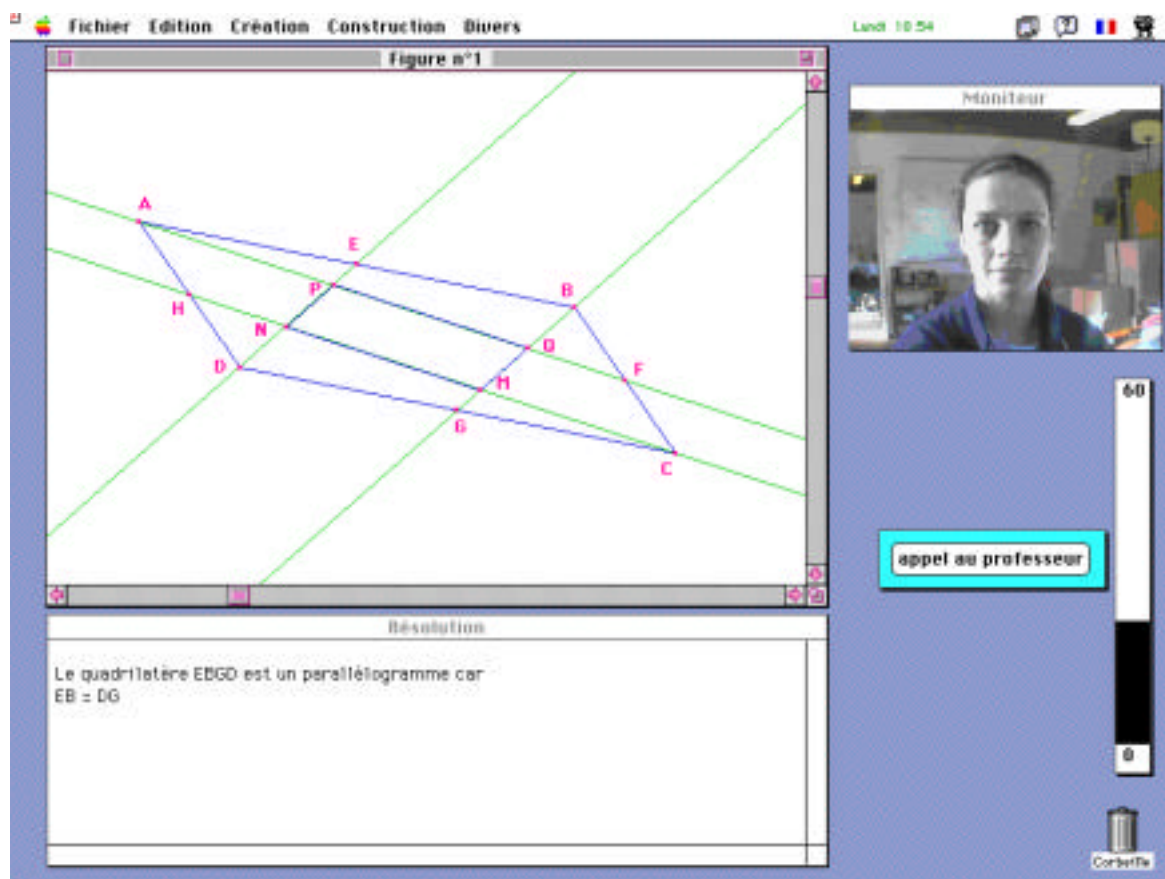 Fichier Edition Création Construction Divers
Lundi 10:54
Figure n°1
Moniteur
A
E
B
P
H
N
Q
D
M
F
G
C
60
appel au professeur
0
Résolution
Le quadrilatère EBGD est un parallélogramme car
EB = DG
Corbeille